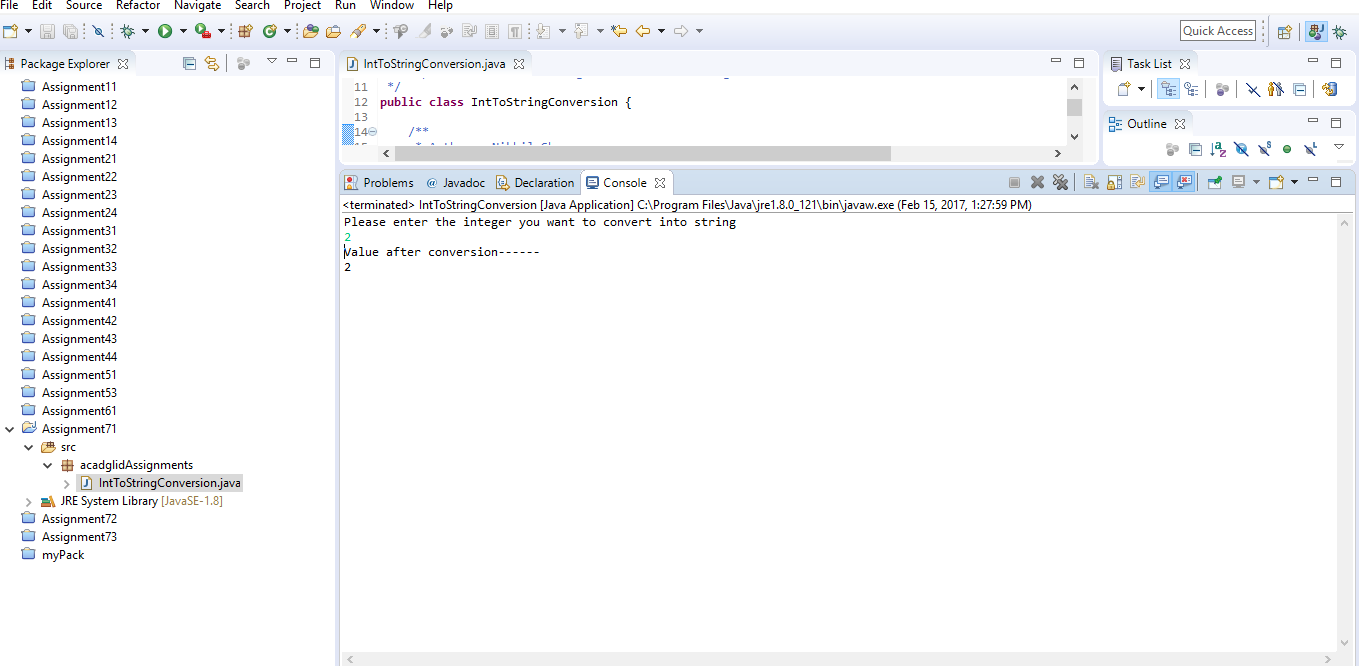 File Edit Source Refactor Navigate Search Project Run Window Help
Quick Access
Package Explorer
Assignment11
Assignment12
Assignment13
Assignment14
Assignment21
Assignment22
Assignment23
Assignment24
Assignment31
Assignment32
Assignment33
Assignment34
Assignment41
Assignment42
Assignment43
Assignment44
Assignment51
Assignment53
Assignment61
Assignment71
src
acadglidAssignments
IntToStringConversion.java
JRE System Library [JavaSE-1.8]
Assignment72
Assignment73
myPack
IntToStringConversion.java
11 */
12 public class IntToStringConversion {
13
14 /**
Task List
Outline
Problems @ Javadoc Declaration Console
<terminated> IntToStringConversion [Java Application] C:\Program Files\Java\jre1.8.0_121\bin\javaw.exe (Feb 15, 2017, 1:27:59 PM)
Please enter the integer you want to convert into string
2
Value after conversion------
2